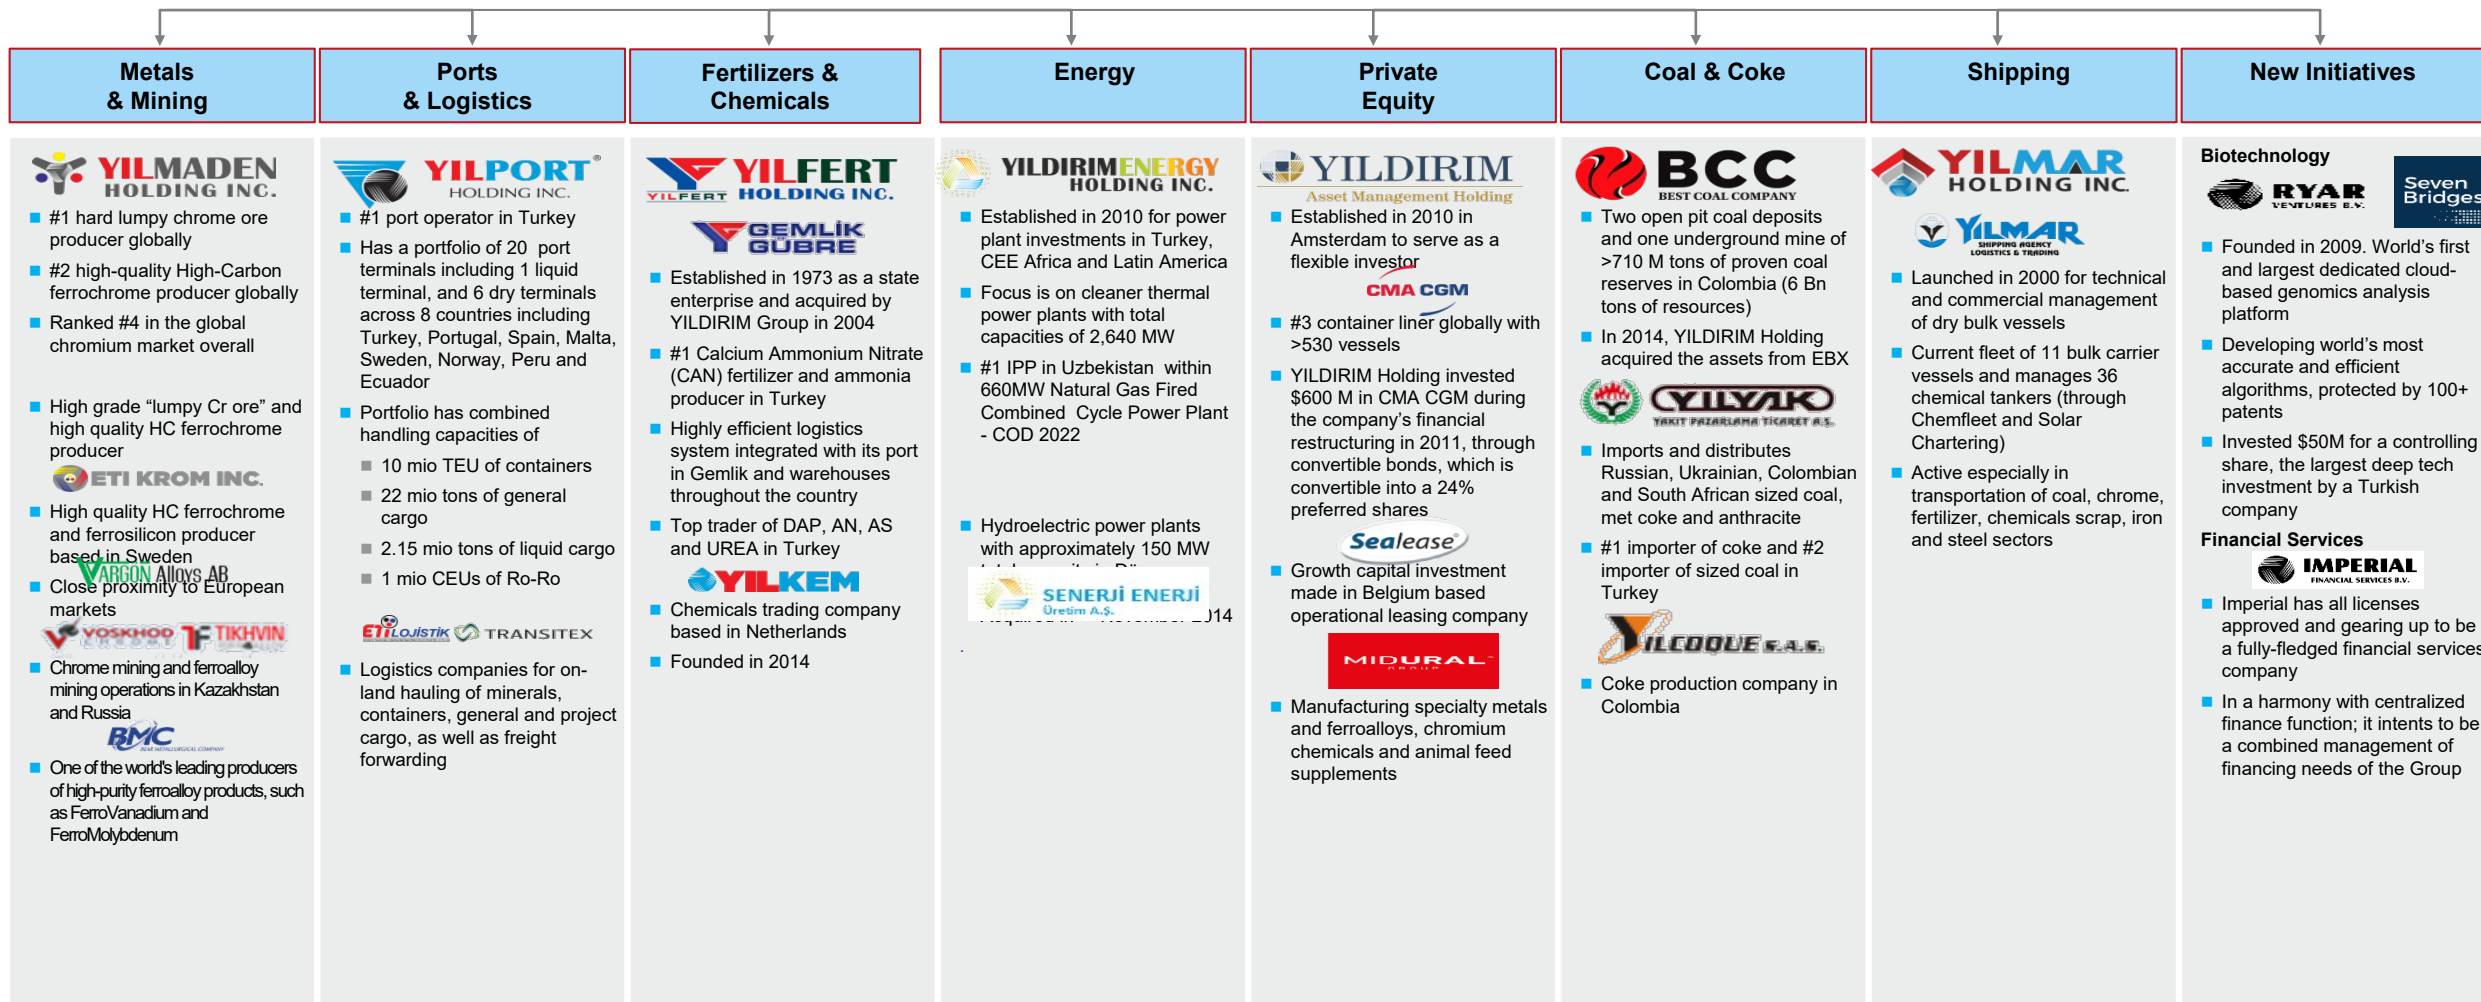 Metals
& Mining
Ports
& Logistics
Fertilizers &
Chemicals
Energy
Private
Equity
Coal & Coke
Shipping
New Initiatives
YILMADEN
HOLDING INC.
#1 hard lumpy chrome ore
producer globally
#2 high-quality High-Carbon
ferrochrome producer globally
Ranked #4 in the global
chromium market overall
High grade “lumpy Cr ore” and
high quality HC ferrochrome
producer
ETI KROM INC.
High quality HC ferrochrome
and ferrosilicon producer
based in Sweden
VARGON Alloys AB
Close proximity to European
markets
VOSKHOD
TIKHVIN
Chrome mining and ferroalloy
mining operations in Kazakhstan
and Russia
BMC
BEAR METALLURGICAL COMPANY
One of the world's leading producers
of high-purity ferroalloy products, such
as FerroVanadium and
FerroMolybdenum
YILPORT®
HOLDING INC.
#1 port operator in Turkey
Has a portfolio of 20 port
terminals including 1 liquid
terminal, and 6 dry terminals
across 8 countries including
Turkey, Portugal, Spain, Malta,
Sweden, Norway, Peru and
Ecuador
Portfolio has combined
handling capacities of
10 mio TEU of containers
22 mio tons of general
cargo
2.15 mio tons of liquid cargo
1 mio CEUs of Ro-Ro
ETİ LOJİSTİK TRANSITEX
Logistics companies for on-
land hauling of minerals,
containers, general and project
cargo, as well as freight
forwarding
YILFERT YILFERT
HOLDING INC.
GEMLİK
GÜBRE
Established in 1973 as a state
enterprise and acquired by
YILDIRIM Group in 2004
#1 Calcium Ammonium Nitrate
(CAN) fertilizer and ammonia
producer in Turkey
Highly efficient logistics
system integrated with its port
in Gemlik and warehouses
throughout the country
Top trader of DAP, AN, AS
and UREA in Turkey
YILKEM
Chemicals trading company
based in Netherlands
Founded in 2014
YILDIRIMENERGY
HOLDING INC.
Established in 2010 for power
plant investments in Turkey,
CEE Africa and Latin America
Focus is on cleaner thermal
power plants with total
capacities of 2,640 MW
#1 IPP in Uzbekistan within
660MW Natural Gas Fired
Combined Cycle Power Plant
- COD 2022
Hydroelectric power plants
with approximately 150 MW
SENERJİ ENERJİ
Üretim A.Ş.
2014
YILDIRIM
Asset Management Holding
Established in 2010 in
Amsterdam to serve as a
flexible investor
CMA CGM
#3 container liner globally with
>530 vessels
YILDIRIM Holding invested
$600 M in CMA CGM during
the company’s financial
restructuring in 2011, through
convertible bonds, which is
convertible into a 24%
preferred shares
Sealease
Growth capital investment
made in Belgium based
operational leasing company
MIDURAL
GROUP
Manufacturing specialty metals
and ferroalloys, chromium
chemicals and animal feed
supplements
BCC
BEST COAL COMPANY
Two open pit coal deposits
and one underground mine of
>710 M tons of proven coal
reserves in Colombia (6 Bn
tons of resources)
In 2014, YILDIRIM Holding
acquired the assets from EBX
YILYAK
YAKIT PAZARLAMA TİCARET A.Ş.
Imports and distributes
Russian, Ukrainian, Colombian
and South African sized coal,
met coke and anthracite
#1 importer of coke and #2
importer of sized coal in
Turkey
YILCOQUE S.A.S.
Coke production company in
Colombia
YILMAR
HOLDING INC.
YILMAR
SHIPPING AGENCY
LOGISTICS & TRADING
Launched in 2000 for technical
and commercial management
of dry bulk vessels
Current fleet of 11 bulk carrier
vessels and manages 36
chemical tankers (through
Chemfleet and Solar
Chartering)
Active especially in
transportation of coal, chrome,
fertilizer, chemicals scrap, iron
and steel sectors
Biotechnology
RYAR
VENTURES B.V.
Seven
Bridges
Founded in 2009. World’s first
and largest dedicated cloud-
based genomics analysis
platform
Developing world’s most
accurate and efficient
algorithms, protected by 100+
patents
Invested $50M for a controlling
share, the largest deep tech
investment by a Turkish
company
Financial Services
IMPERIAL
FINANCIAL SERVICES B.V.
Imperial has all licenses
approved and gearing up to be
a fully-fledged financial services
company
In a harmony with centralized
finance function; it intents to be
a combined management of
financing needs of the Group